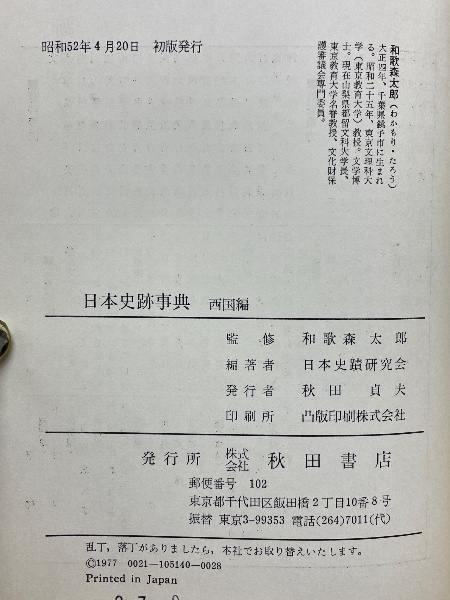 昭和52年4月20日　初版発行
和歌森太郎（わかもり・たろう）
大正四年、千葉県銚子市に生まれ
る。昭和二十五年、東京文理科大
学（東京教育大学）教授。文学博
士。現在山梨県都留文科大学長、
東京教育大学名誉教授、文化財保
護審議会専門委員。
日本史跡事典　西国編
監修　和歌森太郎
編著者　日本史蹟研究会
発行者　秋田貞夫
印刷所　凸版印刷株式会社
発行所　株式会社　秋田書店
郵便番号　102
東京都千代田区飯田橋2丁目10番8号
振替　東京3-99353　電話(264)7011(代)
乱丁，落丁がありましたら，本社でお取り替えいたします。
©1977　0021-105140-0028
Printed in Japan